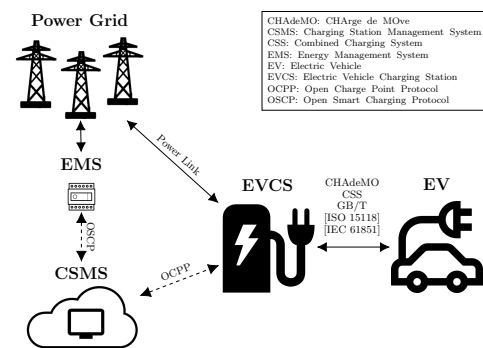 Power Grid
CHAdeMO: CHArge de MOve
CSMS: Charging Station Management System
CSS: Combined Charging System
EMS: Energy Management System
EV: Electric Vehicle
EVCS: Electric Vehicle Charging Station
OCPP: Open Charge Point Protocol
OSCP: Open Smart Charging Protocol
Power Link
EMS
EVCS
CHAdeMO
CSS
GB/T
[ISO 15118]
[IEC 61851]
EV
OSCP
CSMS
OCPP